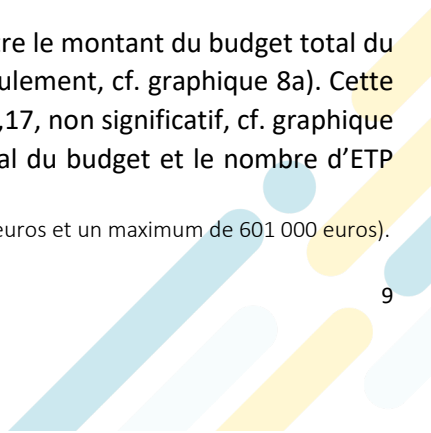 tre le montant du budget total du
ulement, cf. graphique 8a). Cette
,17, non significatif, cf. graphique
al du budget et le nombre d’ETP
euros et un maximum de 601 000 euros).
9